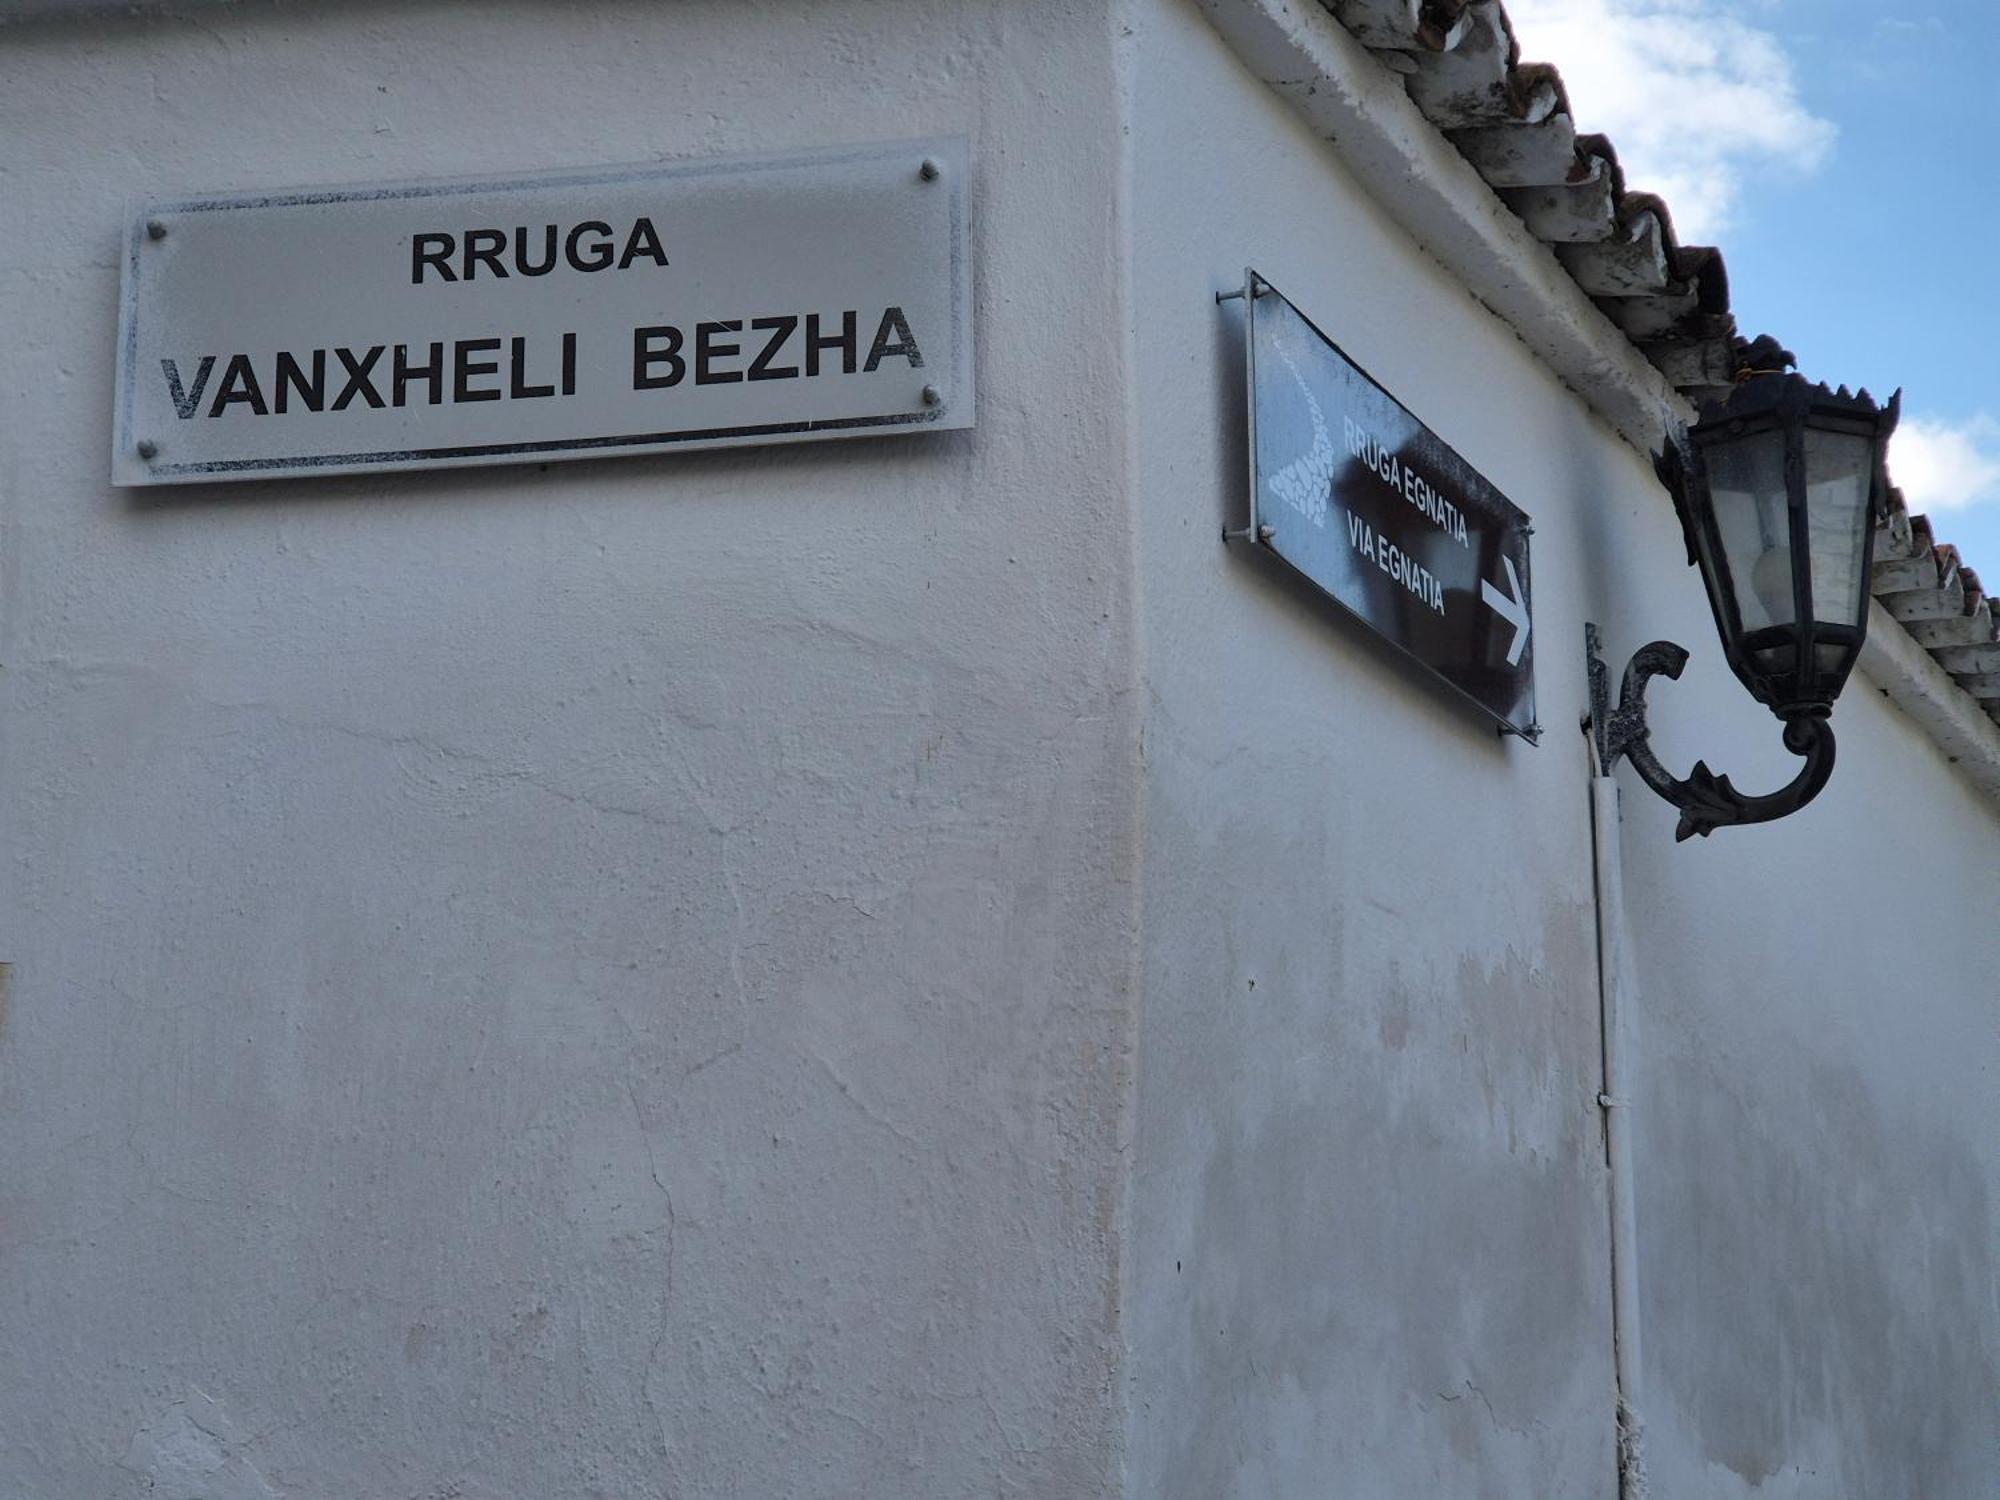 RRUGA
VANXHELI BEZHA
RRUGA EGNATIA
VIA EGNATIA